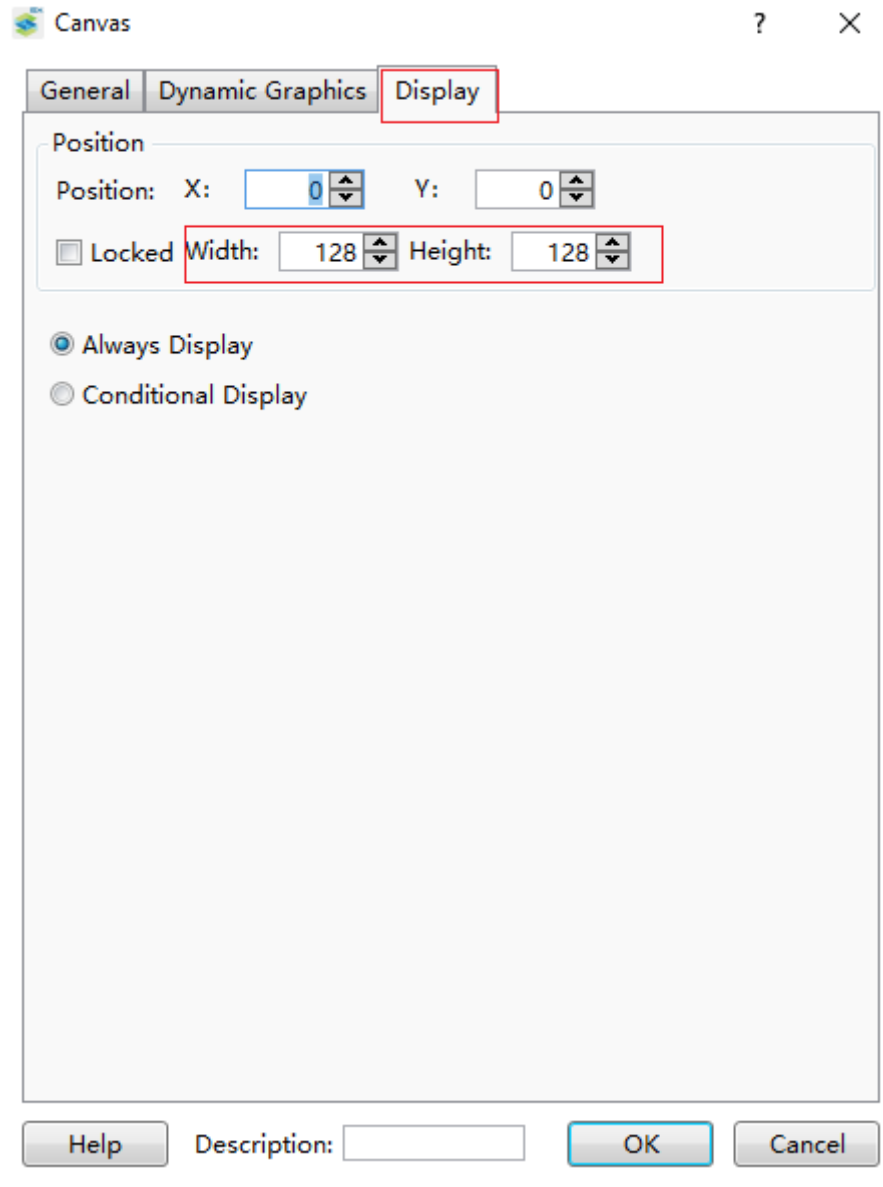 Canvas ?
General Dynamic Graphics Display
Position
Position: X: 0 Y: 0
Locked Width: 128 Height: 128
Always Display
Conditional Display
Help Description: OK Cancel